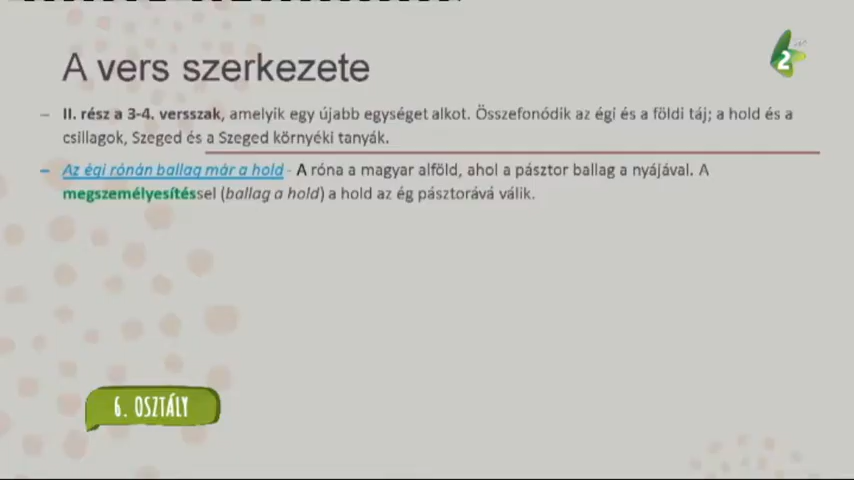 A vers szerkezete
– II. rész a 3-4. versszak, amelyik egy újabb egységet alkot. Összefonódik az égi és a földi táj; a hold és a
csillagok, Szeged és a Szeged környéki tanyák.
– Az égi rónán ballag már a hold - A róna a magyar alföld, ahol a pásztor ballag a nyájával. A
megszemélyesítéssel (ballag a hold) a hold az ég pásztorává válik.
2
6. OSZTÁLY